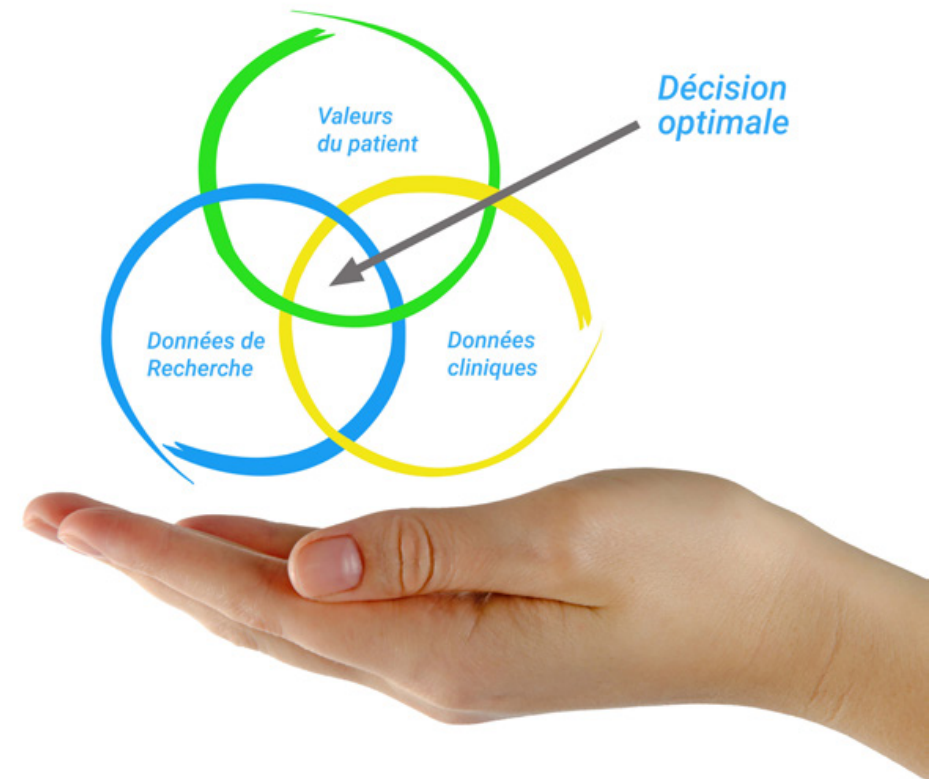 Valeurs
du patient
Décision
optimale
Données de
Recherche
Données
cliniques